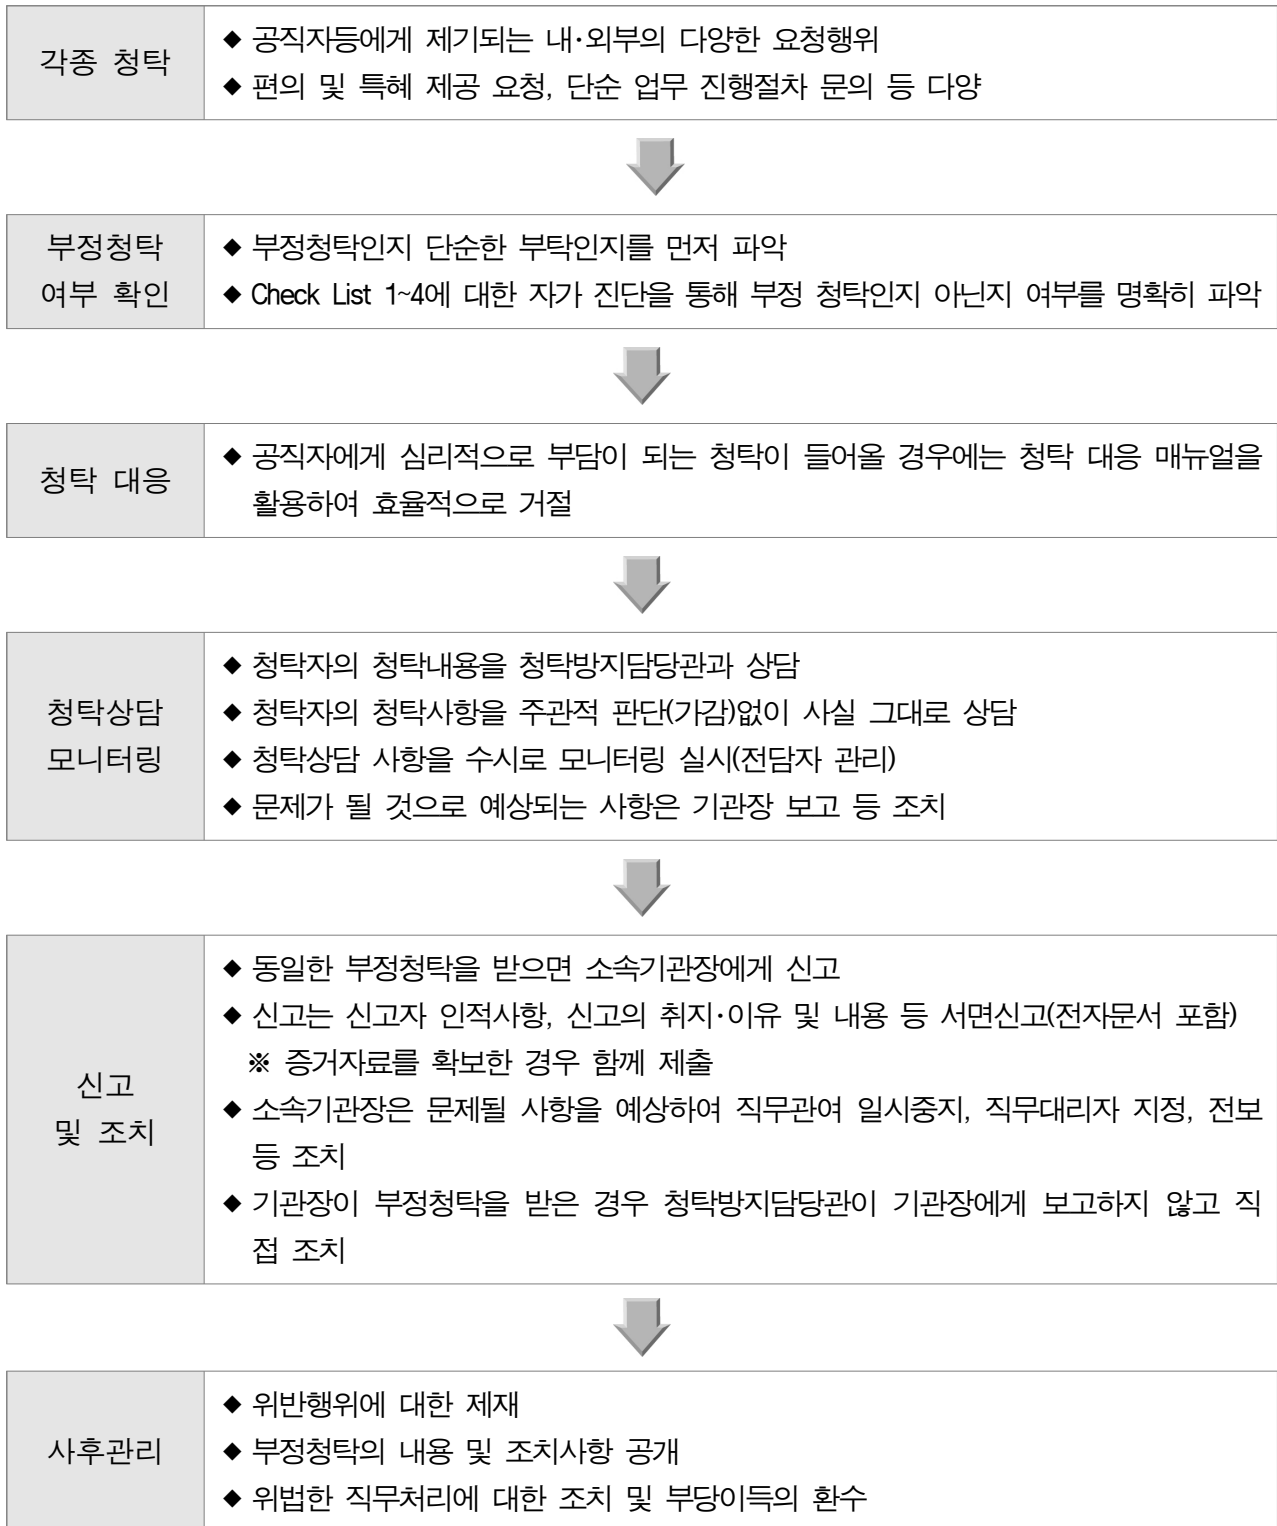 각종 청탁
◆ 공직자등에게 제기되는 내·외부의 다양한 요청행위
◆ 편의 및 특혜 제공 요청, 단순 업무 진행절차 문의 등 다양
부정청탁
여부 확인
◆ 부정청탁인지 단순한 부탁인지를 먼저 파악
◆ Check List 1~4에 대한 자가 진단을 통해 부정 청탁인지 아닌지 여부를 명확히 파악
청탁 대응
◆ 공직자에게 심리적으로 부담이 되는 청탁이 들어올 경우에는 청탁 대응 매뉴얼을
활용하여 효율적으로 거절
청탁상담
모니터링
◆ 청탁자의 청탁내용을 청탁방지담당관과 상담
◆ 청탁자의 청탁사항을 주관적 판단(가감)없이 사실 그대로 상담
◆ 청탁상담 사항을 수시로 모니터링 실시(전담자 관리)
◆ 문제가 될 것으로 예상되는 사항은 기관장 보고 등 조치
신고
및 조치
◆ 동일한 부정청탁을 받으면 소속기관장에게 신고
◆ 신고는 신고자 인적사항, 신고의 취지·이유 및 내용 등 서면신고(전자문서 포함)
※ 증거자료를 확보한 경우 함께 제출
◆ 소속기관장은 문제될 사항을 예상하여 직무관여 일시중지, 직무대리자 지정, 전보
등 조치
◆ 기관장이 부정청탁을 받은 경우 청탁방지담당관이 기관장에게 보고하지 않고 직
접 조치
사후관리
◆ 위반행위에 대한 제재
◆ 부정청탁의 내용 및 조치사항 공개
◆ 위법한 직무처리에 대한 조치 및 부당이득의 환수